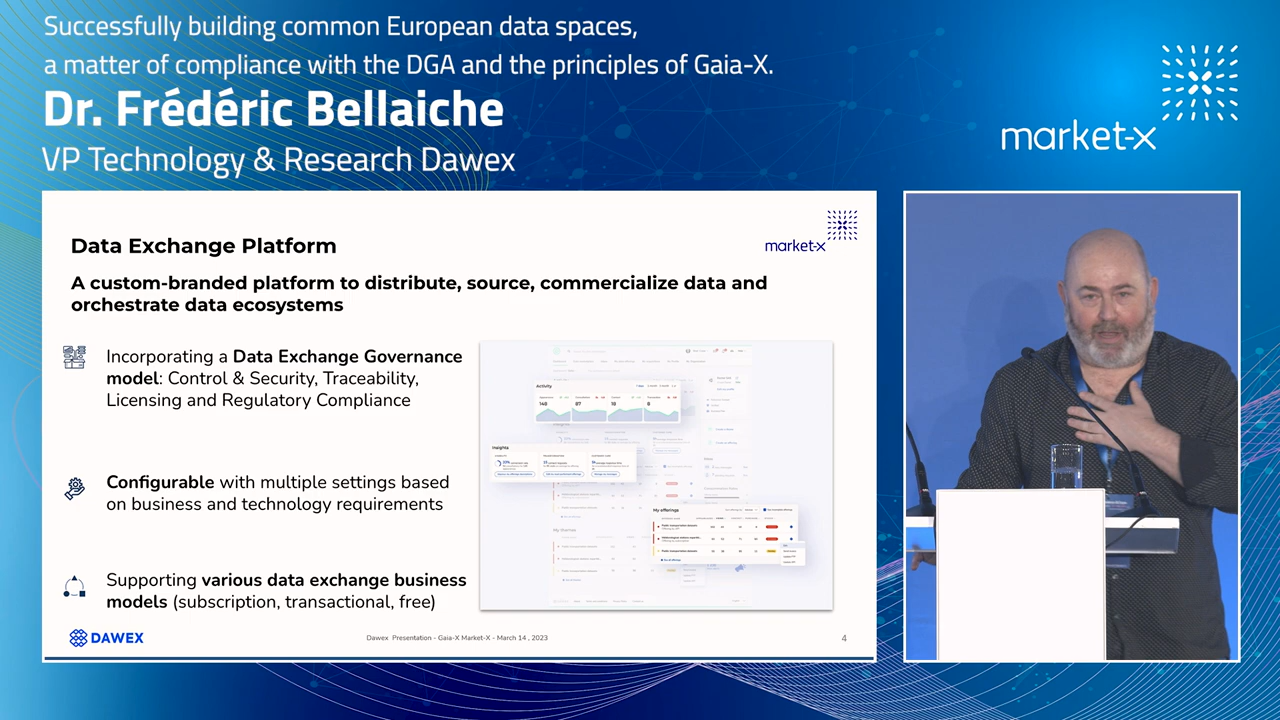 Successfully building common European data spaces,
a matter of compliance with the DGA and the principles of Gaia-X.
Dr. Frédéric Bellaiche
VP Technology & Research Dawex
market-x
Data Exchange Platform
market-x
A custom-branded platform to distribute, source, commercialize data and
orchestrate data ecosystems
Incorporating a Data Exchange Governance
model: Control & Security, Traceability,
Licensing and Regulatory Compliance
Configurable with multiple settings based
on business and technology requirements
Supporting various data exchange business
models (subscription, transactional, free)
Activity
Insights
My offerings
DAWEX
Dawex Presentation - Gaia-X Market-X - March 14 , 2023
4